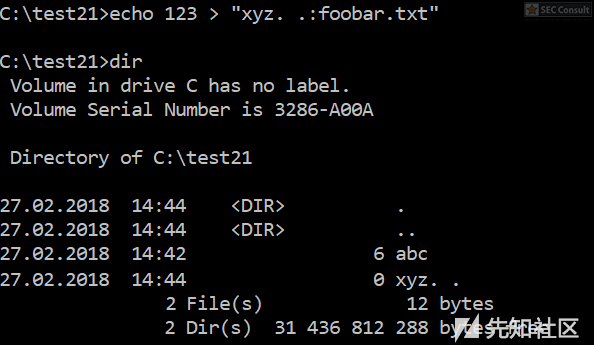 SEC Consult
C:\test21>echo 123 > "xyz. .:foobar.txt"
C:\test21>dir
 Volume in drive C has no label.
 Volume Serial Number is 3286-A00A
 Directory of C:\test21
27.02.2018  14:44    <DIR>          .
27.02.2018  14:44    <DIR>          ..
27.02.2018  14:42                 6 abc
27.02.2018  14:44                 0 xyz. .
               2 File(s)             12 bytes
               2 Dir(s)  31 436 812 288 bytes free
先知社区